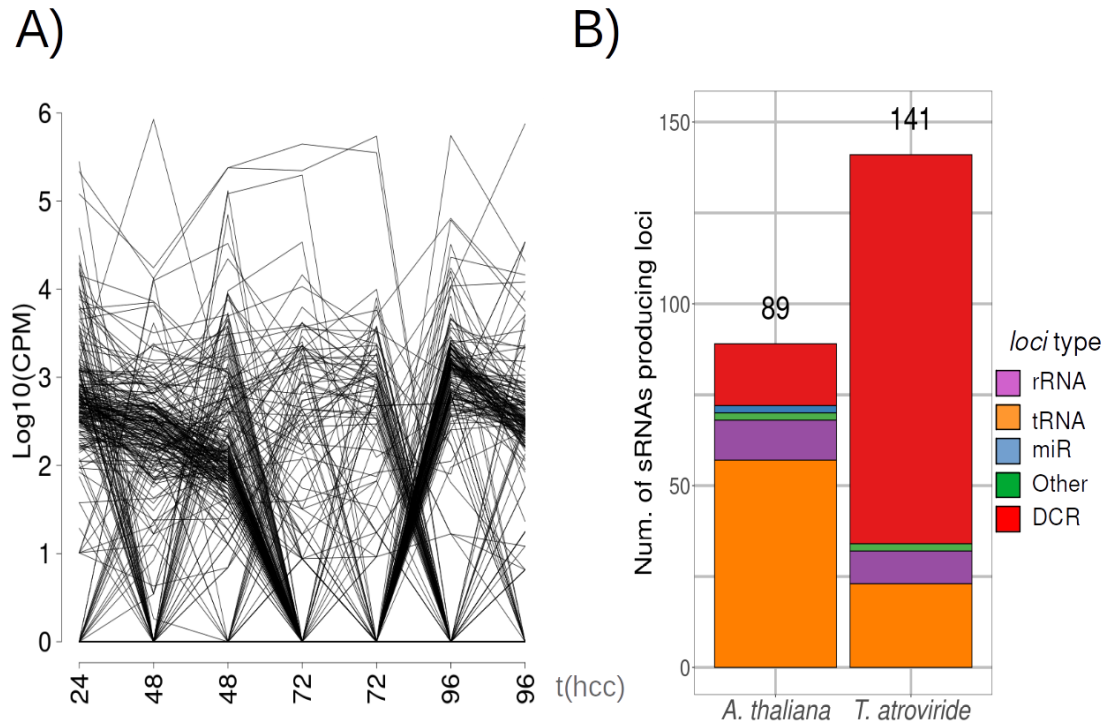 A)
B)
6
5
4
3
2
1
0
Log10(CPM)
24
48
48
72
72
96
96
t(hcc)
150
100
50
0
Num. of sRNAs producing loci
89
141
A. thaliana
T. atroviride
loci type
rRNA
tRNA
miR
Other
DCR